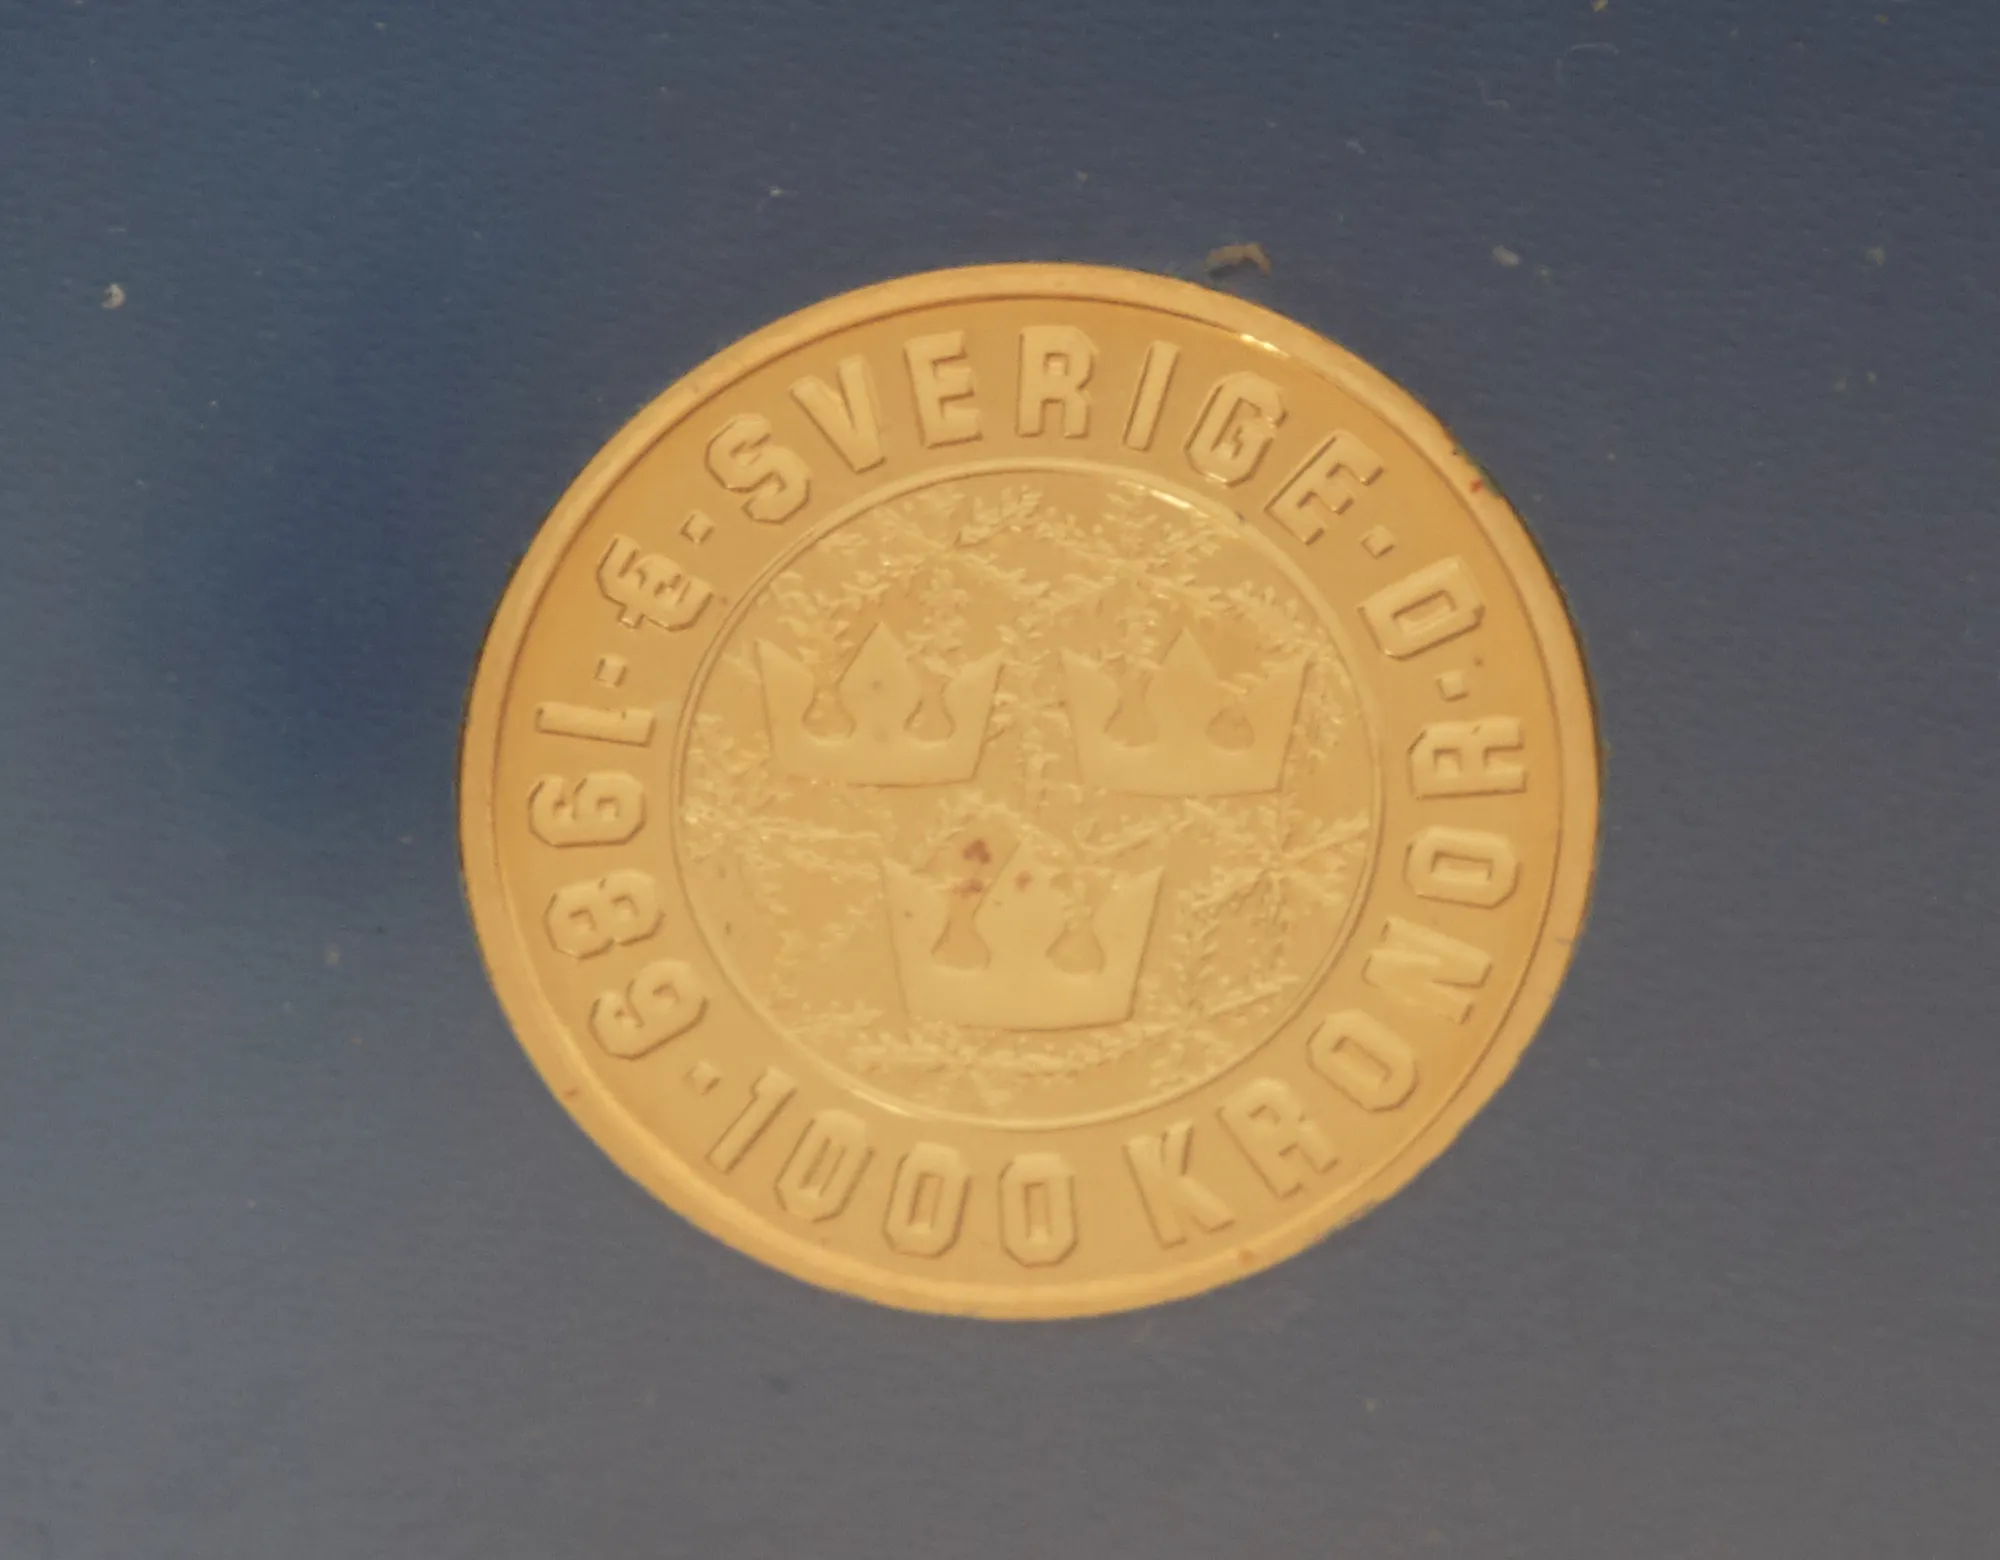 SVERIGE · D ·
1989 · 1000 KRONOR